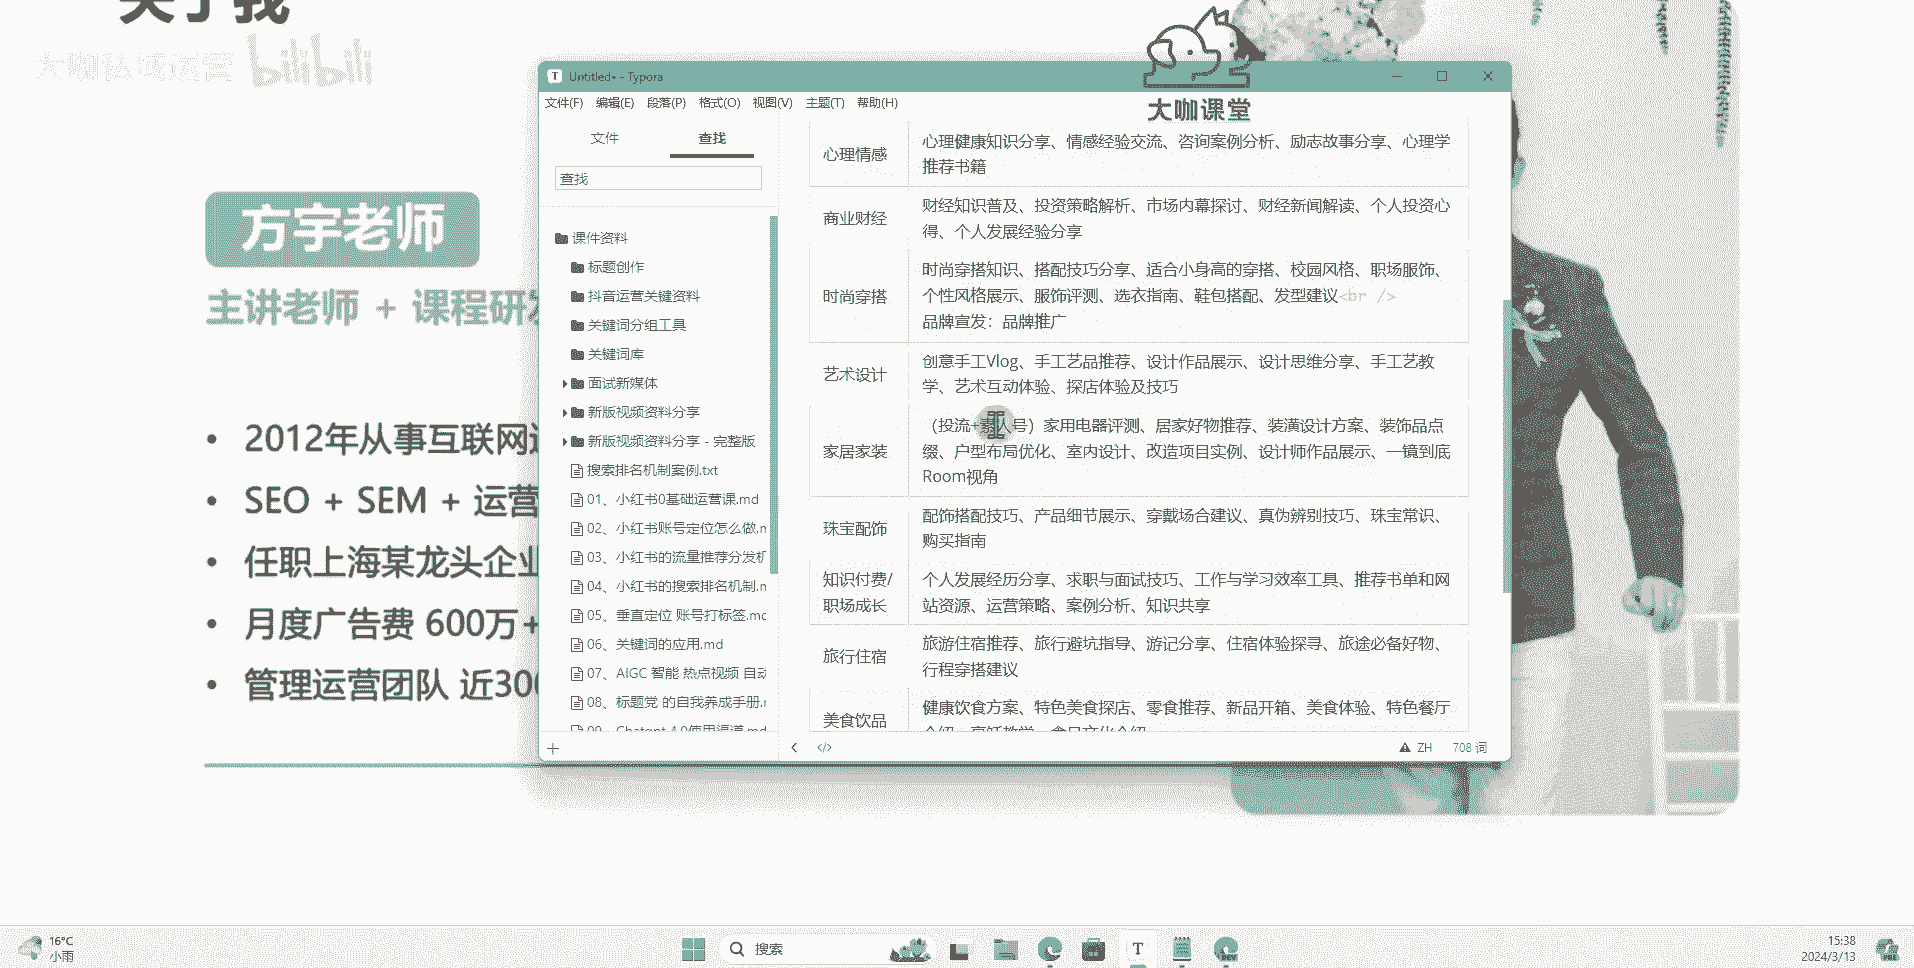 关于我
大咖私域运营 bilibili
方宇老师
主讲老师 + 课程研发
• 2012年从事互联网
• SEO + SEM + 运营
• 任职上海某龙头企业
• 月度广告费 600万+
• 管理运营团队 近300
大咖课堂
Untitled• - Typora
文件(F) 编辑(E) 段落(P) 格式(O) 视图(V) 主题(T) 帮助(H)
文件 查找
查找
课件资料
标题创作
抖音运营关键资料
关键词分组工具
关键词库
面试新媒体
新版视频资料分享
新版视频资料分享 - 完整版
搜索排名机制案例.txt
01、小红书0基础运营课.md
02、小红书账号定位怎么做.m
03、小红书的流量推荐分发机
04、小红书的搜索排名机制.m
05、垂直定位 账号打标签.mc
06、关键词的应用.md
07、AIGC 智能 热点视频 自动
08、标题党 的自我养成手册.r
09、Chatgpt 4.0使用渠道.md
心理情感
心理健康知识分享、情感经验交流、咨询案例分析、励志故事分享、心理学
推荐书籍
商业财经
财经知识普及、投资策略解析、市场内幕探讨、财经新闻解读、个人投资心
得、个人发展经验分享
时尚穿搭
时尚穿搭知识、搭配技巧分享、适合小身高的穿搭、校园风格、职场服饰、
个性风格展示、服饰评测、选衣指南、鞋包搭配、发型建议<br />
品牌宣发：品牌推广
艺术设计
创意手工Vlog、手工艺品推荐、设计作品展示、设计思维分享、手工艺教
学、艺术互动体验、探店体验及技巧
家居家装
（投流+素人号）家用电器评测、居家好物推荐、装潢设计方案、装饰品点
缀、户型布局优化、室内设计、改造项目实例、设计师作品展示、一镜到底
Room视角
珠宝配饰
配饰搭配技巧、产品细节展示、穿戴场合建议、真伪辨别技巧、珠宝常识、
购买指南
知识付费/
职场成长
个人发展经历分享、求职与面试技巧、工作与学习效率工具、推荐书单和网
站资源、运营策略、案例分析、知识共享
旅行住宿
旅游住宿推荐、旅行避坑指导、游记分享、住宿体验探寻、旅途必备好物、
行程穿搭建议
美食饮品
健康饮食方案、特色美食探店、零食推荐、新品开箱、美食体验、特色餐厅
介绍、烹饪教学、食品文化介绍
ZH 708 词
16°C
小雨
搜索
15:38
2024/3/13